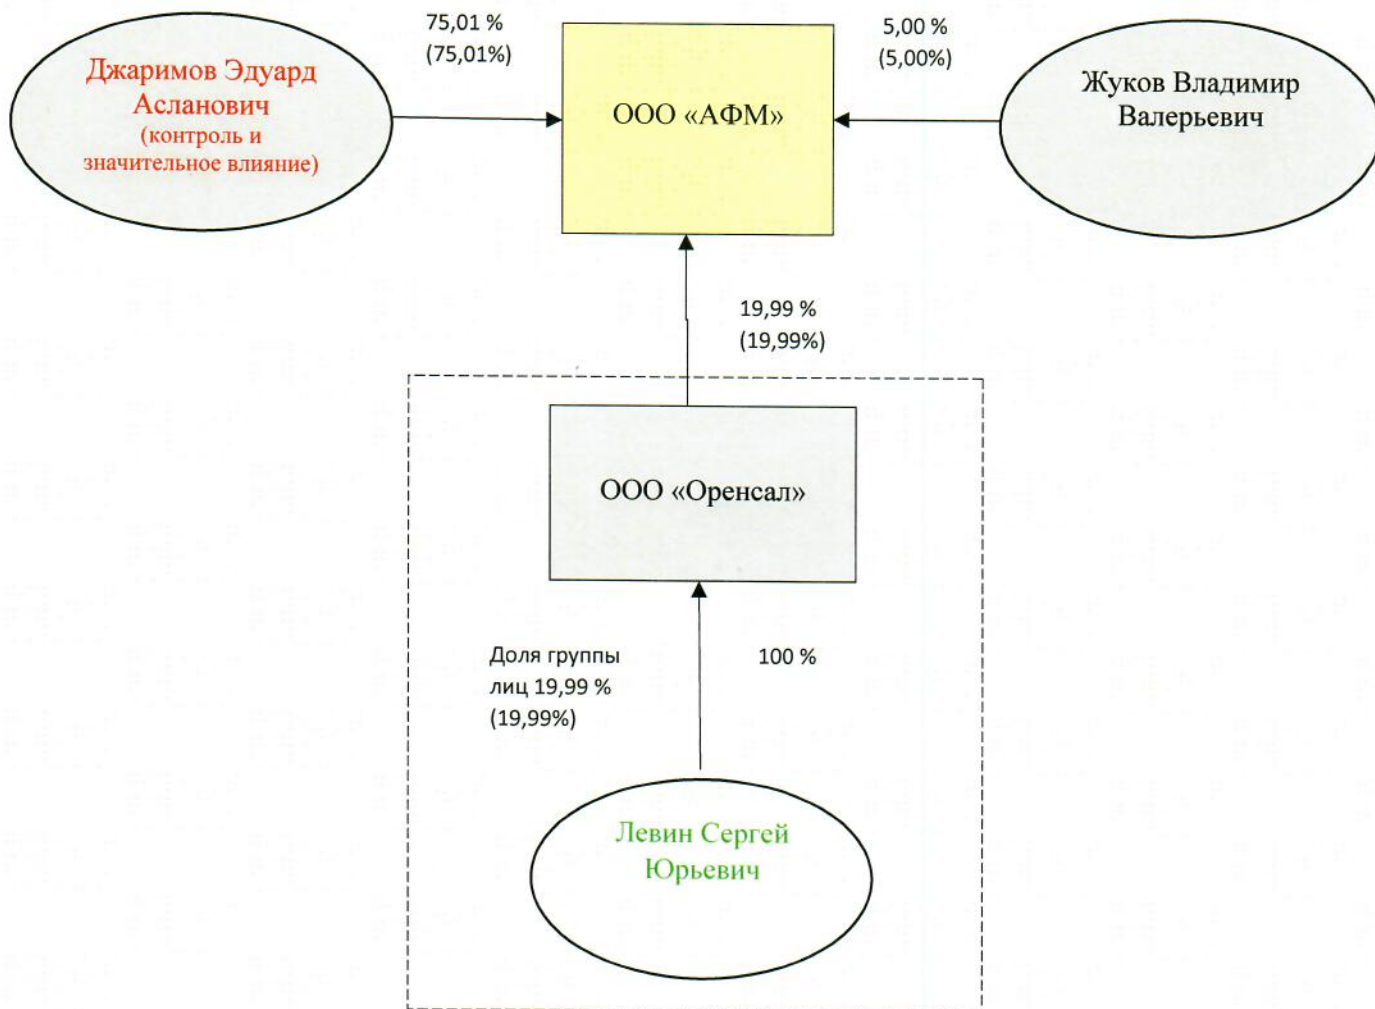 75,01 %
(75,01%)
5,00 %
(5,00%)
Джаримов Эдуард
Асланович
(контроль и
значительное влияние)
ООО «АФМ»
Жуков Владимир
Валерьевич
19,99 %
(19,99%)
ООО «Оренсал»
Доля группы
лиц 19,99 %
(19,99%)
100 %
Левин Сергей
Юрьевич